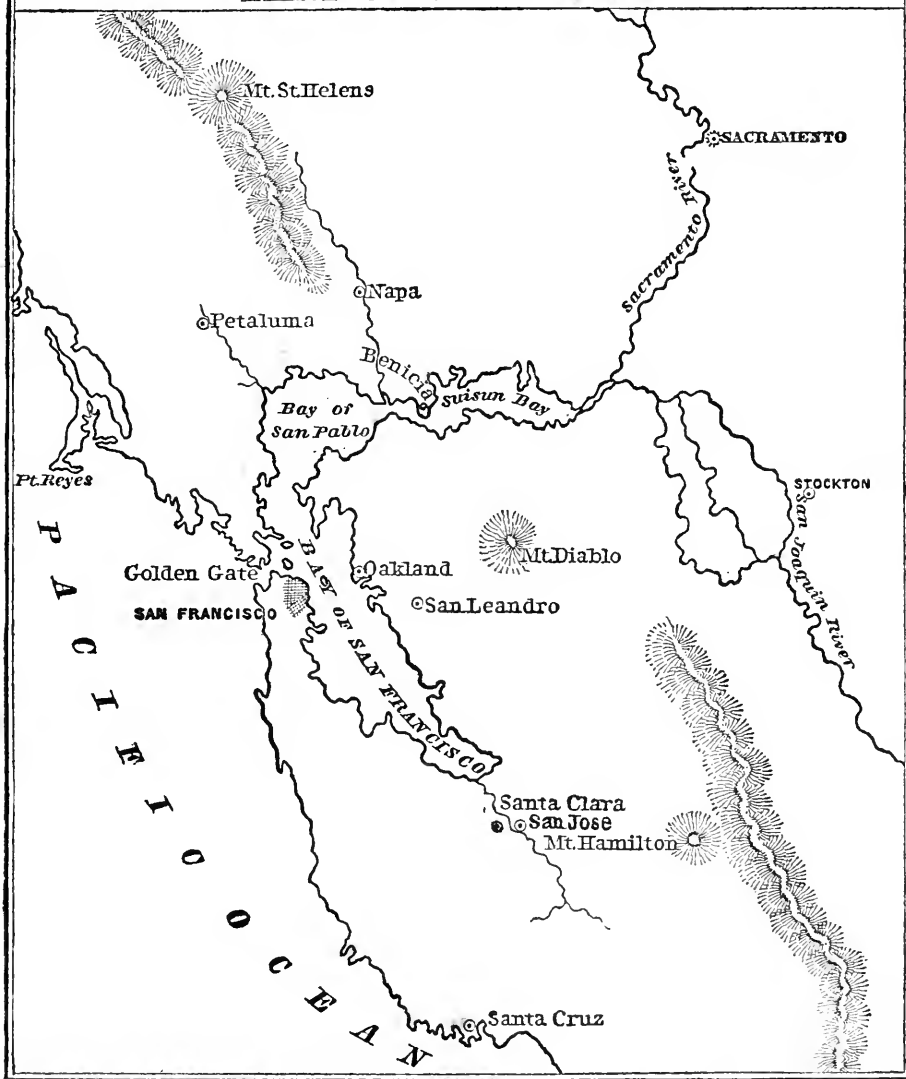 Mt. St. Helens
SACRAMENTO
Sacramento River
Napa
Petaluma
Benicia
Suisun Bay
Bay of
San Pablo
Pt. Reyes
STOCKTON
San Joaquin River
Mt. Diablo
Oakland
Golden Gate
San Leandro
SAN FRANCISCO
BAY OF SAN FRANCISCO
PACIFIC OCEAN
Santa Clara
San Jose
Mt. Hamilton
Santa Cruz